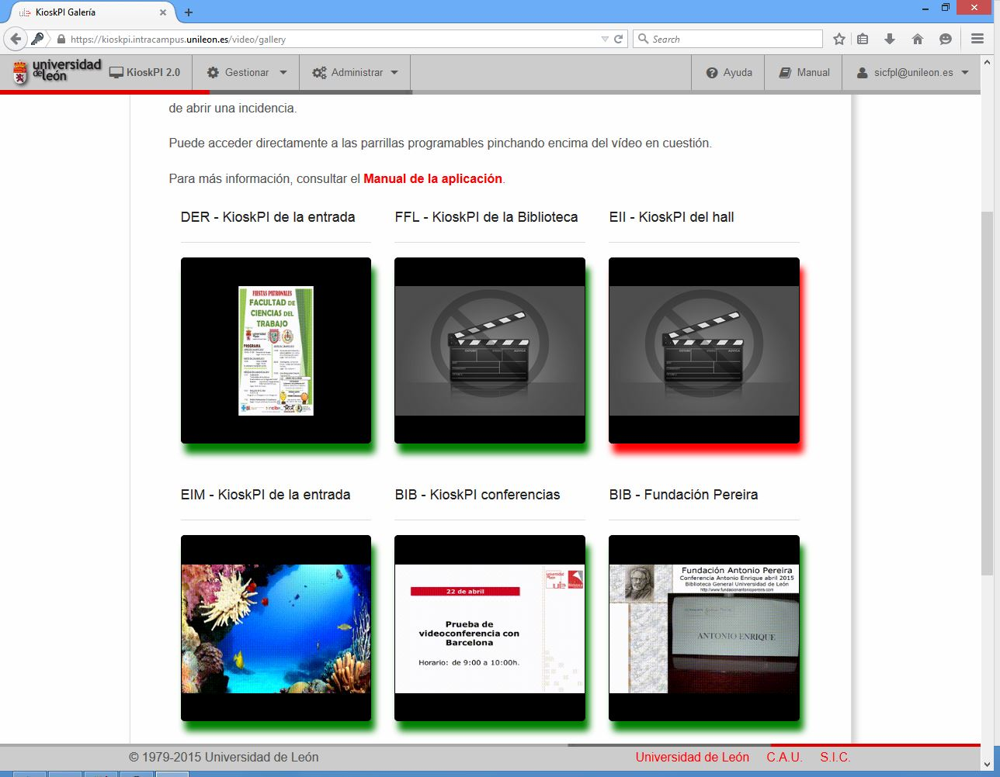 KioskPI Galería
https://kioskpi.intracampus.unileon.es/video/gallery
Search
universidad de león
KioskPI 2.0
Gestionar
Administrar
Ayuda
Manual
sicfpl@unileon.es
de abrir una incidencia.
Puede acceder directamente a las parrillas programables pinchando encima del vídeo en cuestión.
Para más información, consultar el Manual de la aplicación.
DER - KioskPI de la entrada
FFL - KioskPI de la Biblioteca
EII - KioskPI del hall
FIESTAS PATRONALES
FACULTAD DE
CIENCIAS DEL
TRABAJO
PROGRAMA
EIM - KioskPI de la entrada
BIB - KioskPI conferencias
BIB - Fundación Pereira
22 de abril
Prueba de
videoconferencia con
Barcelona
Horario: de 9:00 a 10:00h.
Fundación Antonio Pereira
Conferencia Antonio Enrique abril 2015
Biblioteca General Universidad de León
http://www.fundacionantoniopereira.com
ANTONIO ENRIQUE
© 1979-2015 Universidad de León
Universidad de León
C.A.U.
S.I.C.